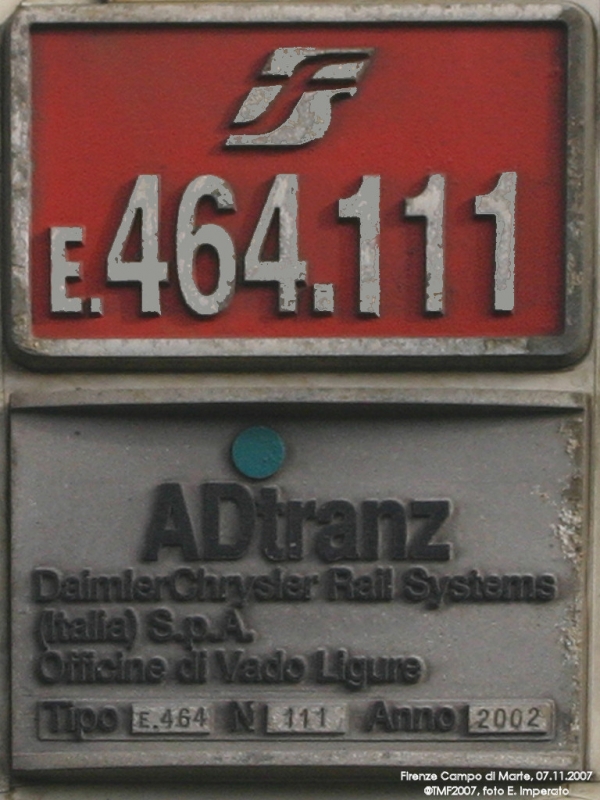 E.464.111
ADtranz
DaimlerChrysler Rail Systems
(Italia) S.p.A.
Officine di Vado Ligure
Tipo E.464 N 111 Anno 2002
Firenze Campo di Marte, 07.11.2007
@TMF2007, foto E. Imperato